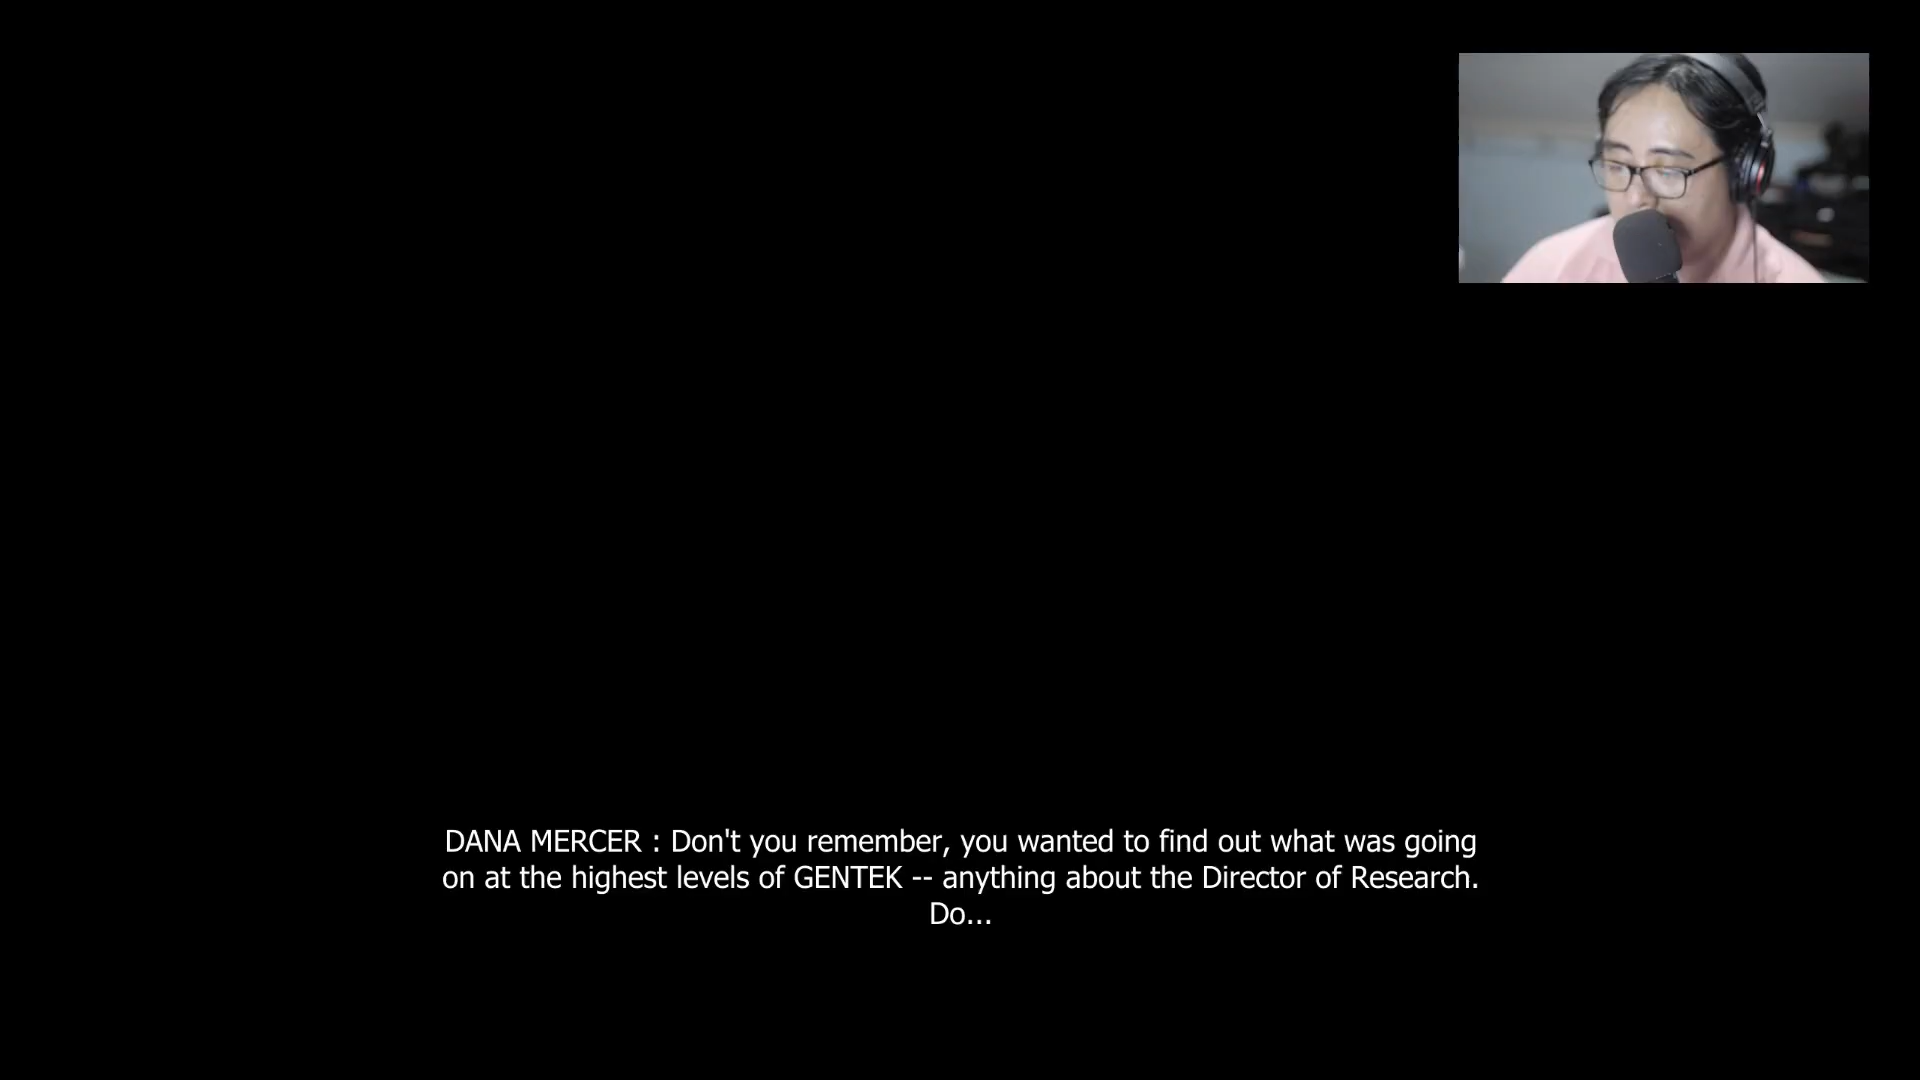 DANA MERCER : Don't you remember, you wanted to find out what was going
on at the highest levels of GENTEK -- anything about the Director of Research.
Do...